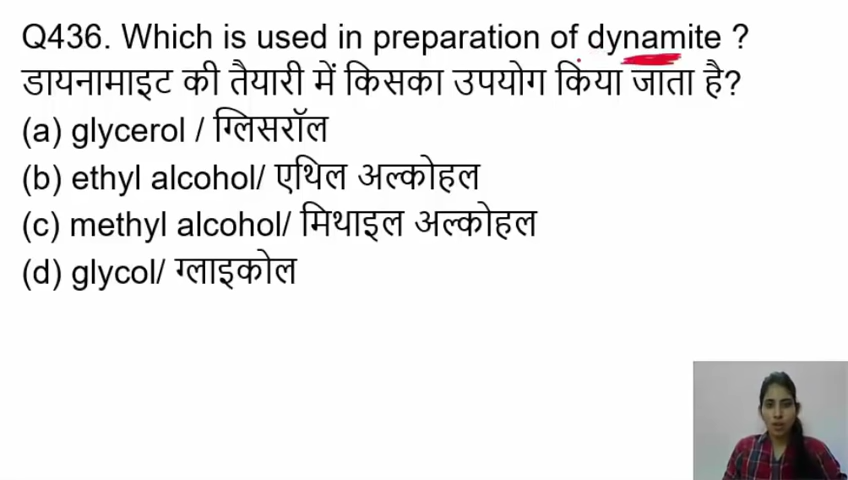 Q436. Which is used in preparation of dynamite ?
डायनामाइट की तैयारी में किसका उपयोग किया जाता है?
(a) glycerol / ग्लिसरॉल
(b) ethyl alcohol/ एथिल अल्कोहल
(c) methyl alcohol/ मिथाइल अल्कोहल
(d) glycol/ ग्लाइकोल